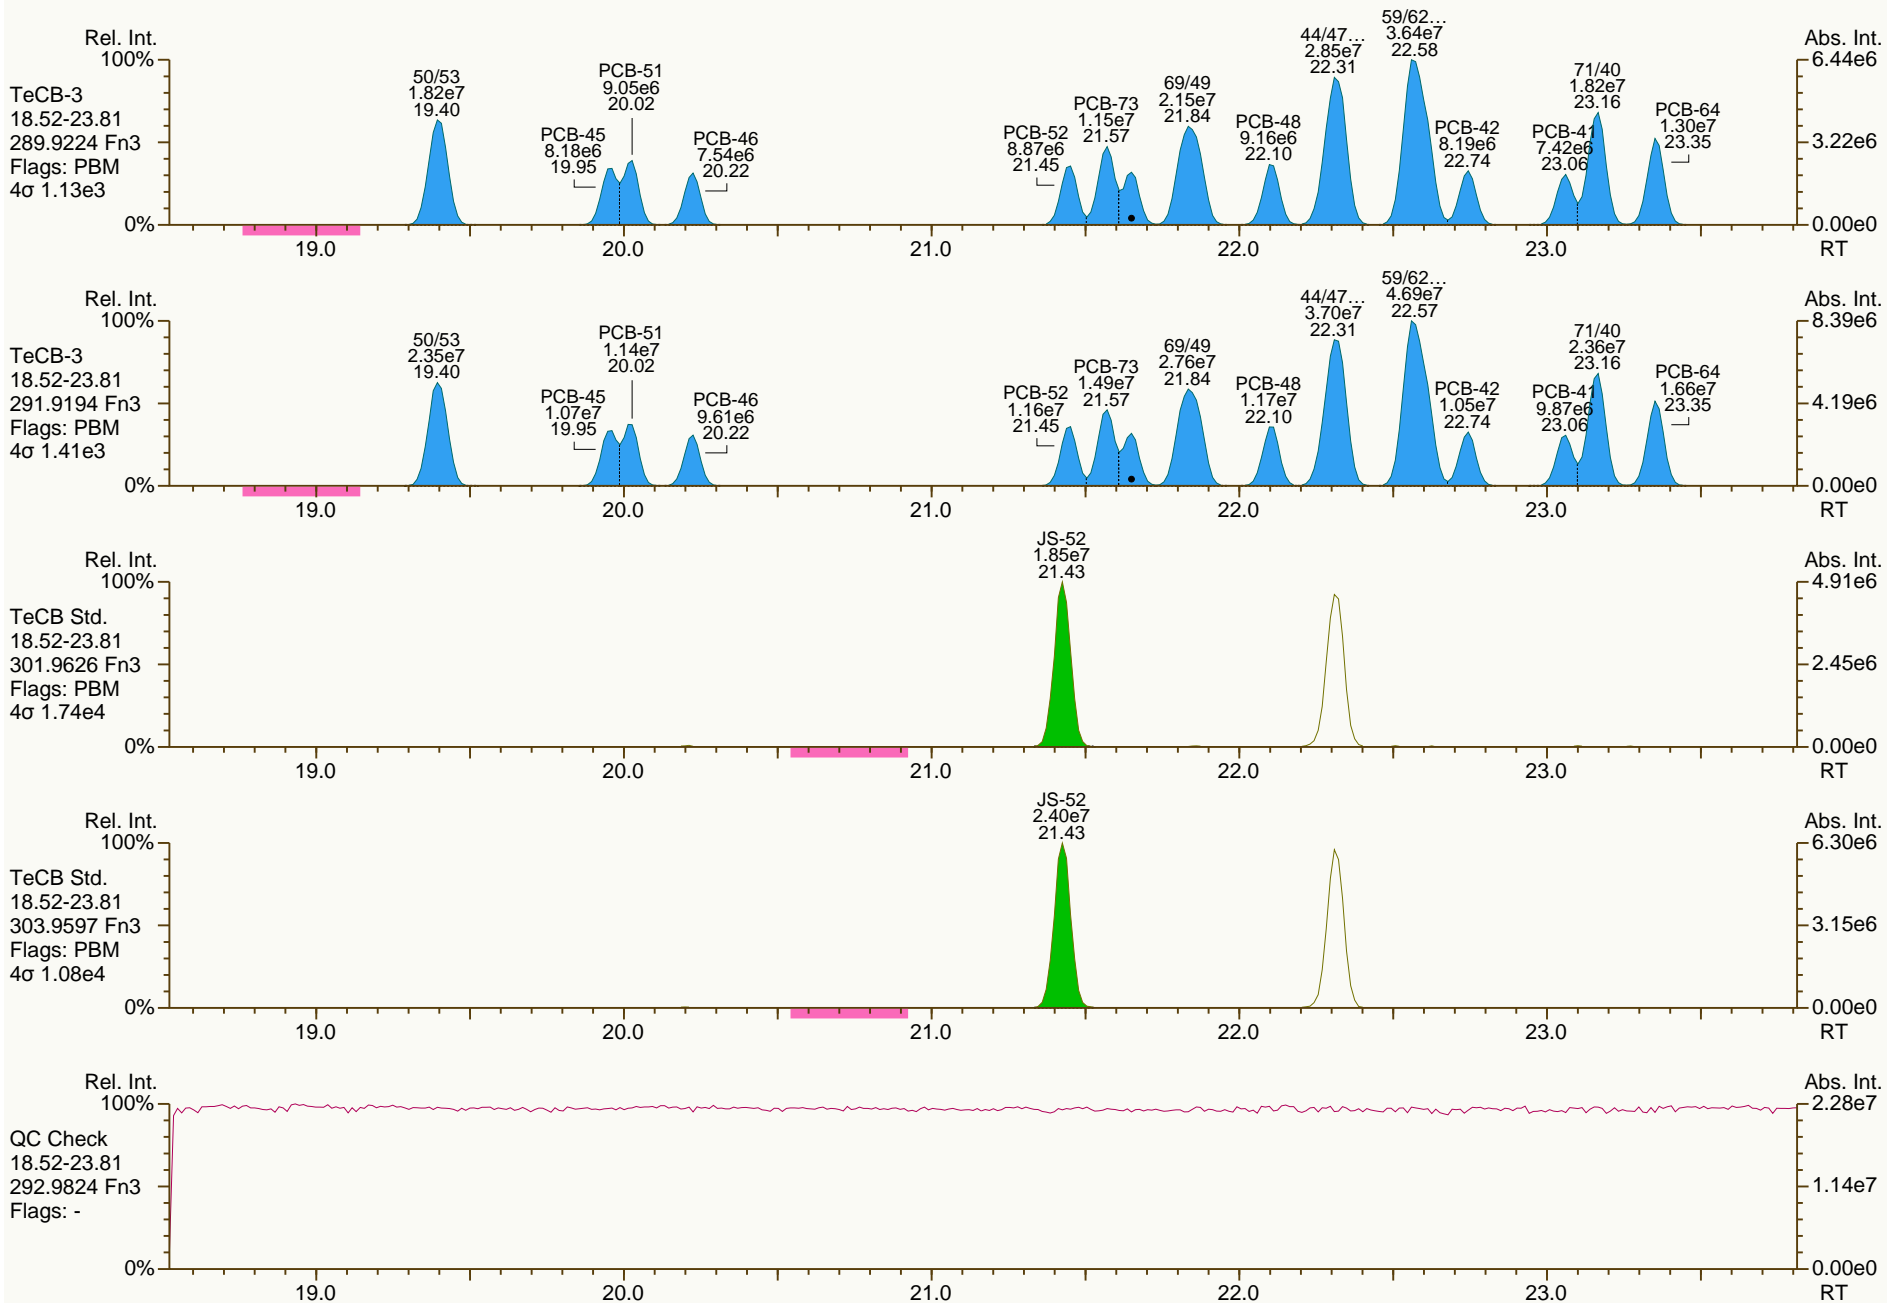 Rel. Int.
100%
0%
TeCB-3
18.52-23.81
289.9224 Fn3
Flags: PBM
4σ 1.13e3
50/53
1.82e7
19.40
PCB-45
8.18e6
19.95
PCB-51
9.05e6
20.02
PCB-46
7.54e6
20.22
PCB-52
8.87e6
21.45
PCB-73
1.15e7
21.57
69/49
2.15e7
21.84
PCB-48
9.16e6
22.10
44/47...
2.85e7
22.31
59/62...
3.64e7
22.58
PCB-42
8.19e6
22.74
PCB-41
7.42e6
23.06
71/40
1.82e7
23.16
PCB-64
1.30e7
23.35
Abs. Int.
6.44e6
3.22e6
0.00e0
19.0 20.0 21.0 22.0 23.0 RT
Rel. Int.
100%
0%
TeCB-3
18.52-23.81
291.9194 Fn3
Flags: PBM
4σ 1.41e3
50/53
2.35e7
19.40
PCB-45
1.07e7
19.95
PCB-51
1.14e7
20.02
PCB-46
9.61e6
20.22
PCB-52
1.16e7
21.45
PCB-73
1.49e7
21.57
69/49
2.76e7
21.84
PCB-48
1.17e7
22.10
44/47...
3.70e7
22.31
59/62...
4.69e7
22.57
PCB-42
1.05e7
22.74
PCB-41
9.87e6
23.06
71/40
2.36e7
23.16
PCB-64
1.66e7
23.35
Abs. Int.
8.39e6
4.19e6
0.00e0
19.0 20.0 21.0 22.0 23.0 RT
Rel. Int.
100%
0%
TeCB Std.
18.52-23.81
301.9626 Fn3
Flags: PBM
4σ 1.74e4
JS-52
1.85e7
21.43
Abs. Int.
4.91e6
2.45e6
0.00e0
19.0 20.0 21.0 22.0 23.0 RT
Rel. Int.
100%
0%
TeCB Std.
18.52-23.81
303.9597 Fn3
Flags: PBM
4σ 1.08e4
JS-52
2.40e7
21.43
Abs. Int.
6.30e6
3.15e6
0.00e0
19.0 20.0 21.0 22.0 23.0 RT
Rel. Int.
100%
0%
QC Check
18.52-23.81
292.9824 Fn3
Flags: -
Abs. Int.
2.28e7
1.14e7
0.00e0
19.0 20.0 21.0 22.0 23.0 RT